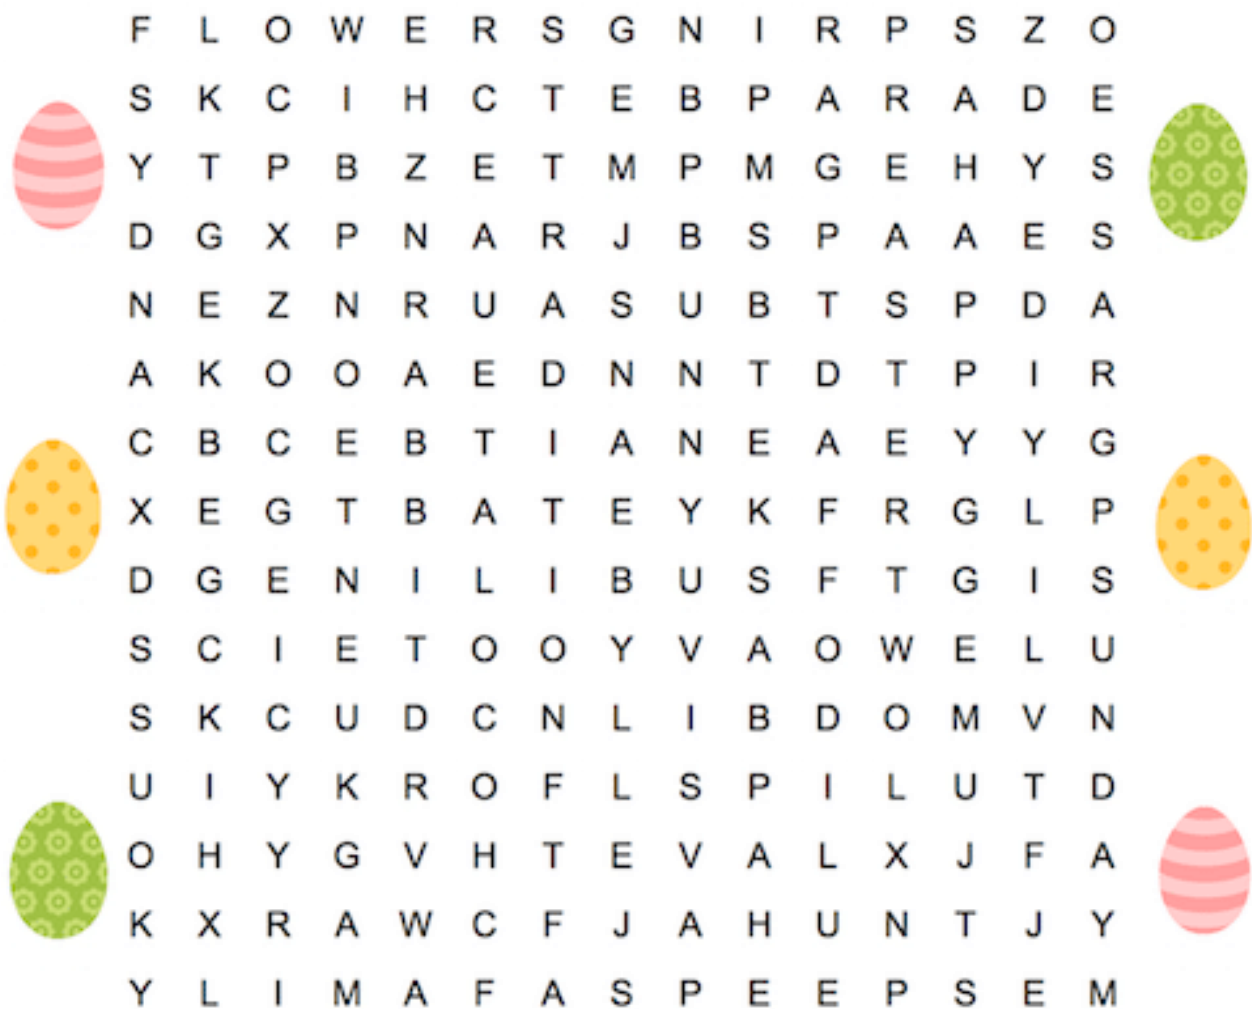 F L O W E R S G N I R P S Z O
S K C I H C T E B P A R A D E
Y T P B Z E T M P M G E H Y S
D G X P N A R J B S P A A E S
N E Z N R U A S U B T S P D A
A K O O A E D N N T D T P I R
C B C E B T I A N E A E Y Y G
X E G T B A T E Y K F R G L P
D G E N I L I B U S F T G I S
S C I E T O O Y V A O W E L U
S K C U D C N L I B D O M V N
U I Y K R O F L S P I L U T D
O H Y G V H T E V A L X J F A
K X R A W C F J A H U N T J Y
Y L I M A F A S P E E P S E M